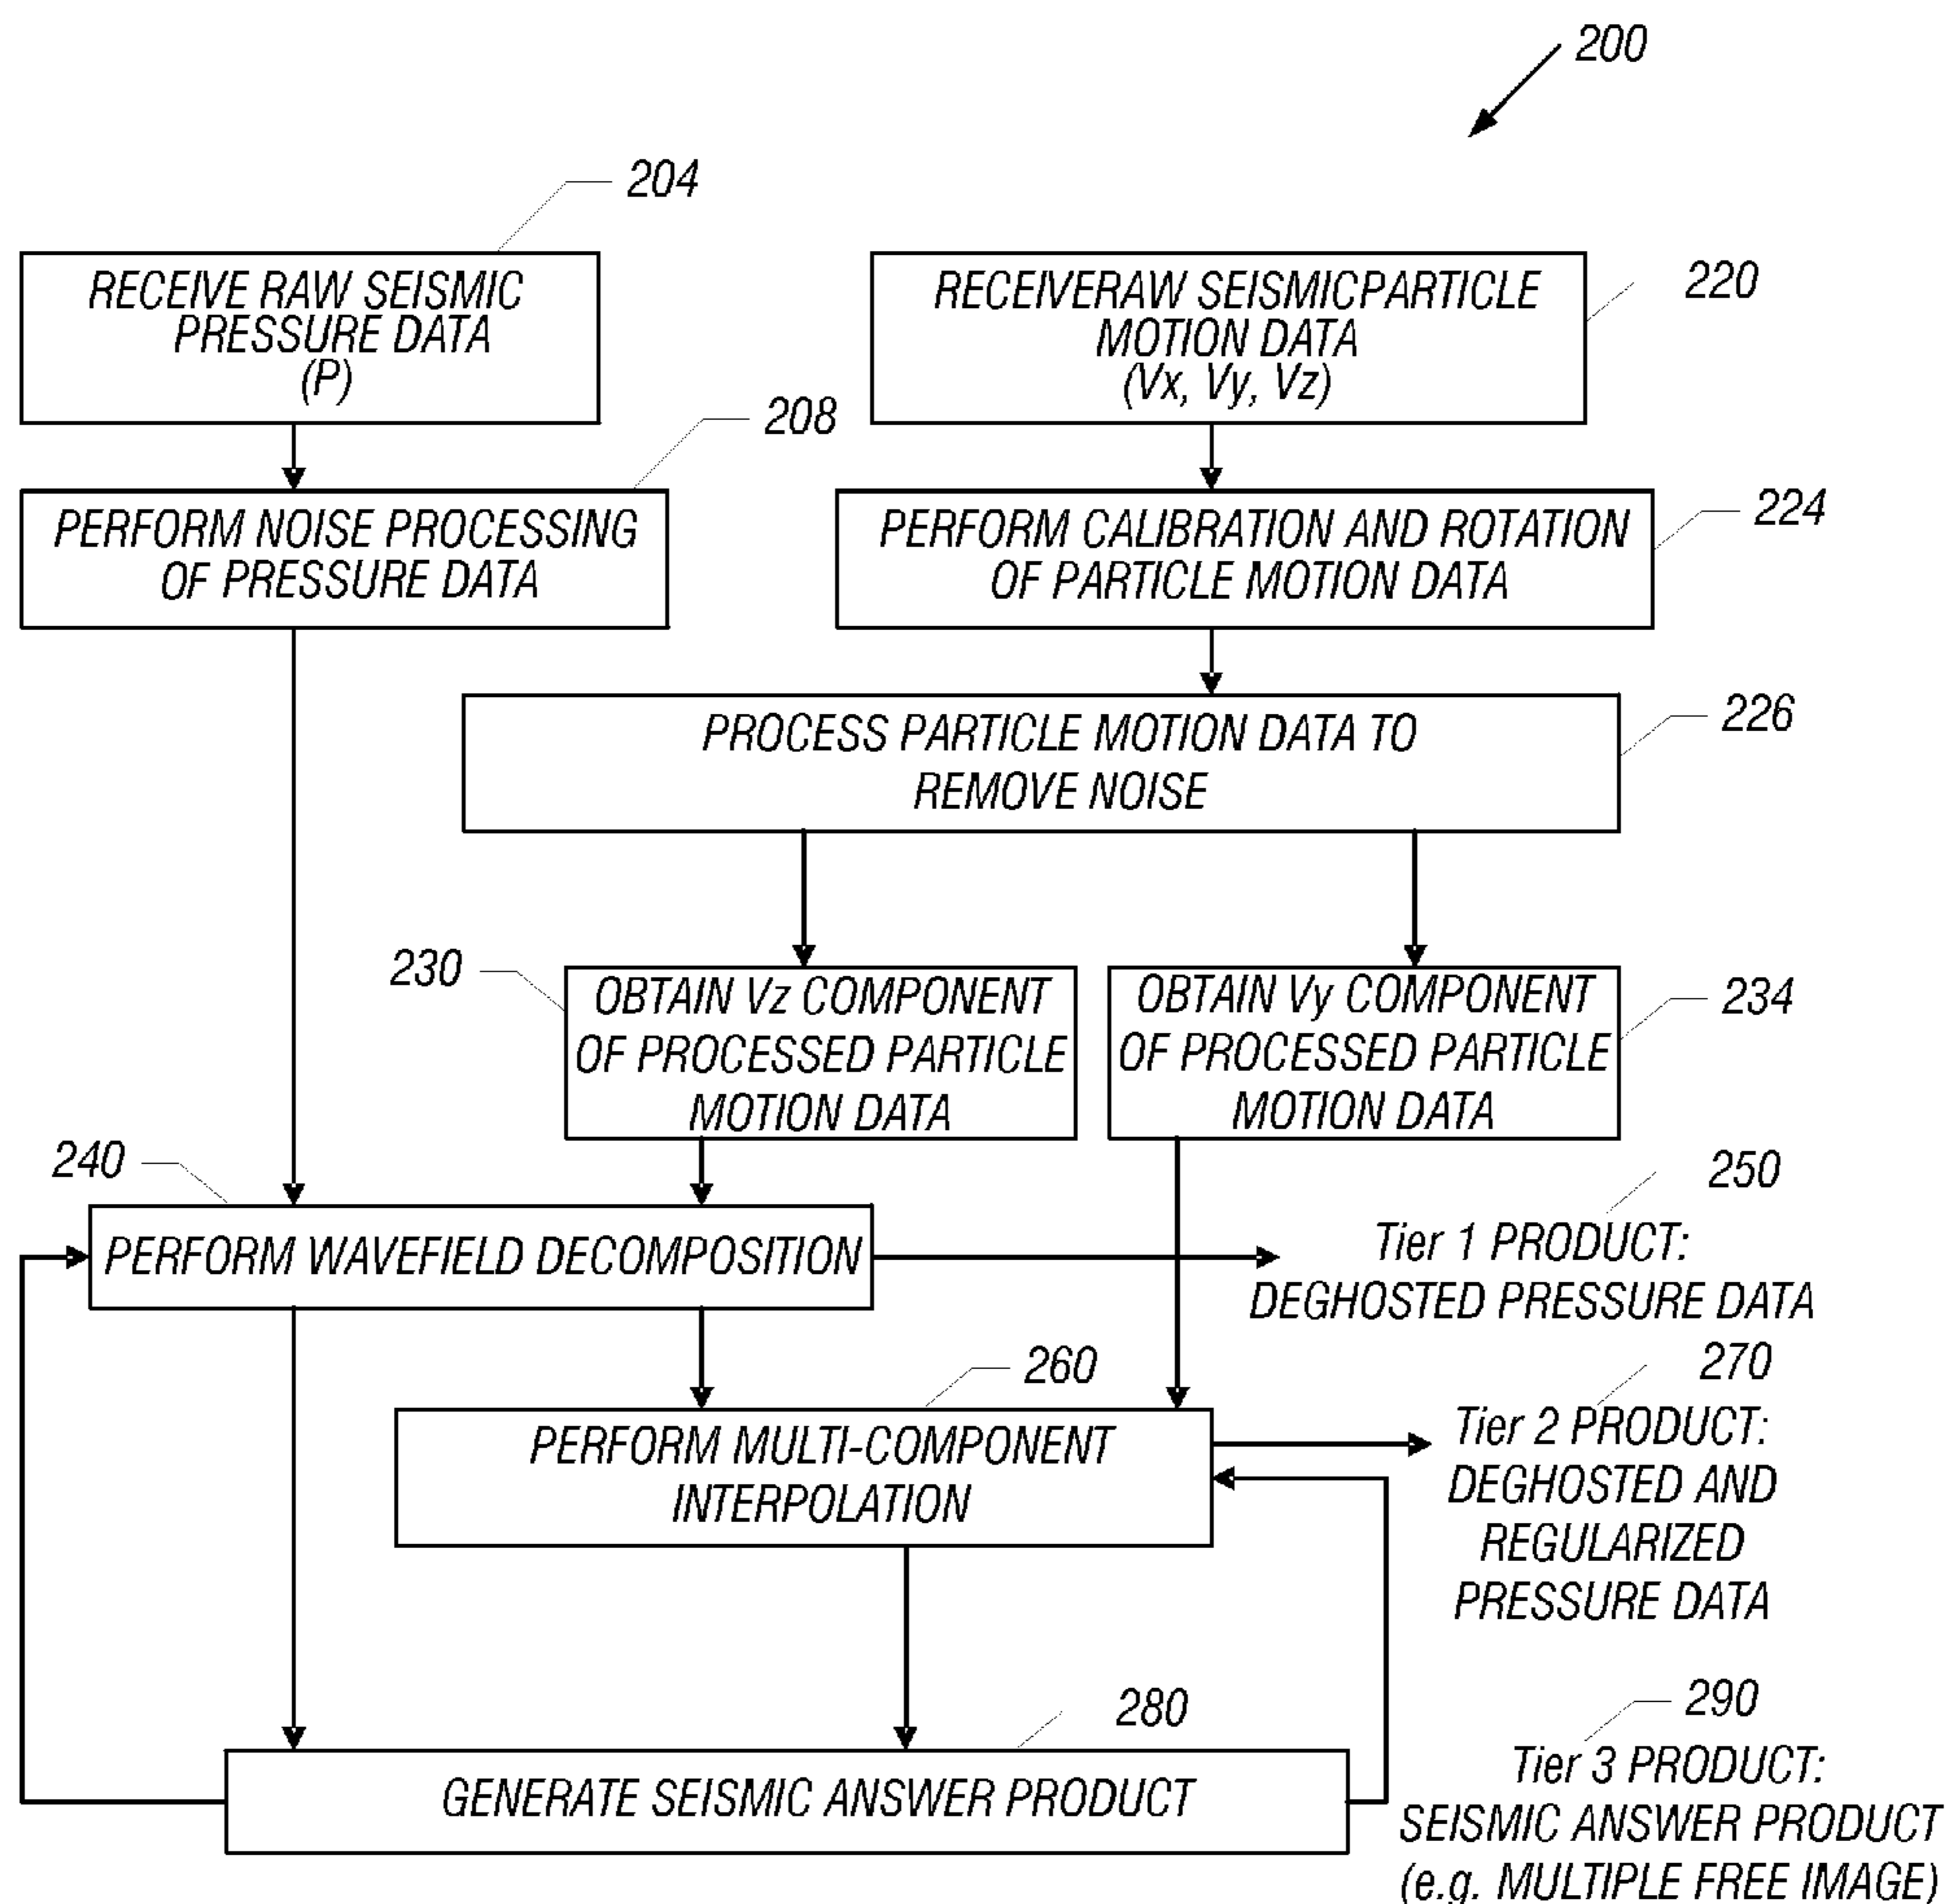 200
204
RECEIVE RAW SEISMIC
PRESSURE DATA
(P)
220
RECEIVERAW SEISMICPARTICLE
MOTION DATA
(Vx, Vy, Vz)
208
PERFORM NOISE PROCESSING
OF PRESSURE DATA
224
PERFORM CALIBRATION AND ROTATION
OF PARTICLE MOTION DATA
226
PROCESS PARTICLE MOTION DATA TO
REMOVE NOISE
230
OBTAIN Vz COMPONENT
OF PROCESSED PARTICLE
MOTION DATA
234
OBTAIN Vy COMPONENT
OF PROCESSED PARTICLE
MOTION DATA
240
PERFORM WAVEFIELD DECOMPOSITION
250
Tier 1 PRODUCT:
DEGHOSTED PRESSURE DATA
260
PERFORM MULTI-COMPONENT
INTERPOLATION
270
Tier 2 PRODUCT:
DEGHOSTED AND
REGULARIZED
PRESSURE DATA
280
GENERATE SEISMIC ANSWER PRODUCT
290
Tier 3 PRODUCT:
SEISMIC ANSWER PRODUCT
(e.g. MULTIPLE FREE IMAGE)